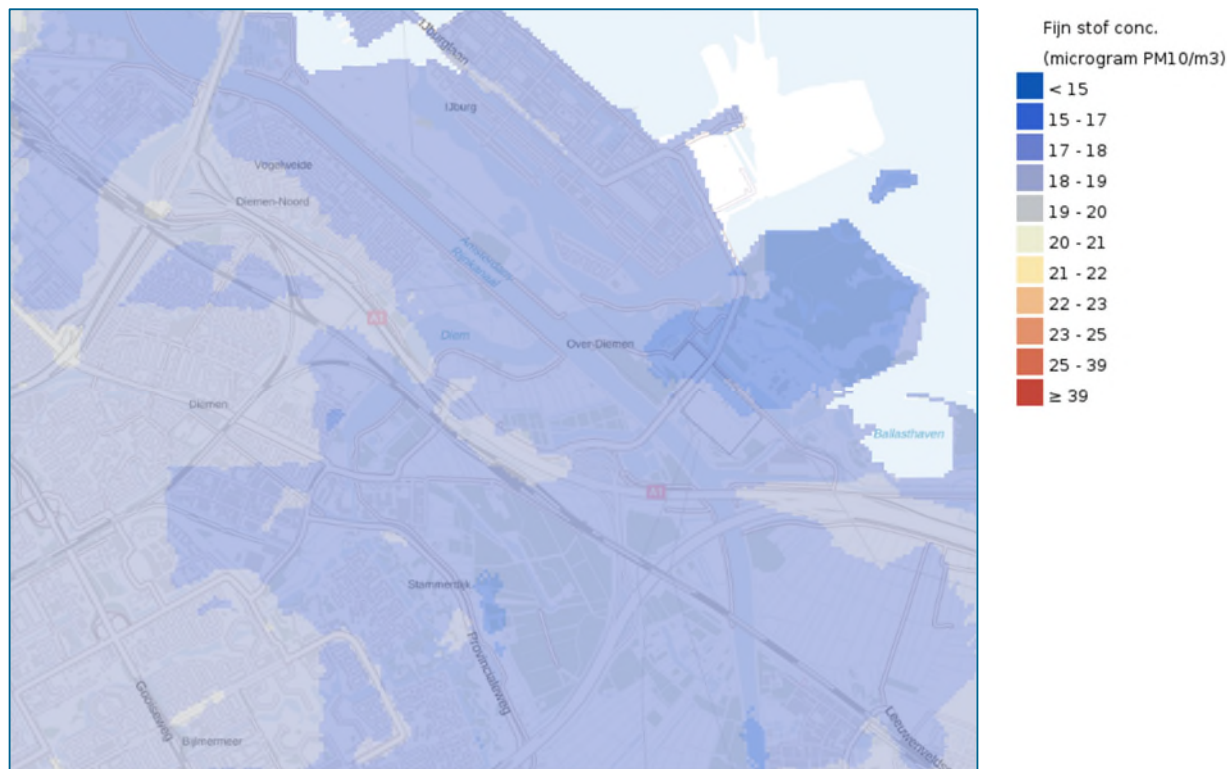 Fijn stof conc.
(microgram PM10/m3)
< 15
15 - 17
17 - 18
18 - 19
19 - 20
20 - 21
21 - 22
22 - 23
23 - 25
25 - 39
≥ 39
IJburglaan
IJburg
Vogelweide
Diemen-Noord
Amsterdam-
Rijnkanaal
A1
Diem
Over-Diemen
Diemen
Ballasthaven
A1
Stammerdijk
Provincialeweg
Gooiseweg
Bijlmermeer